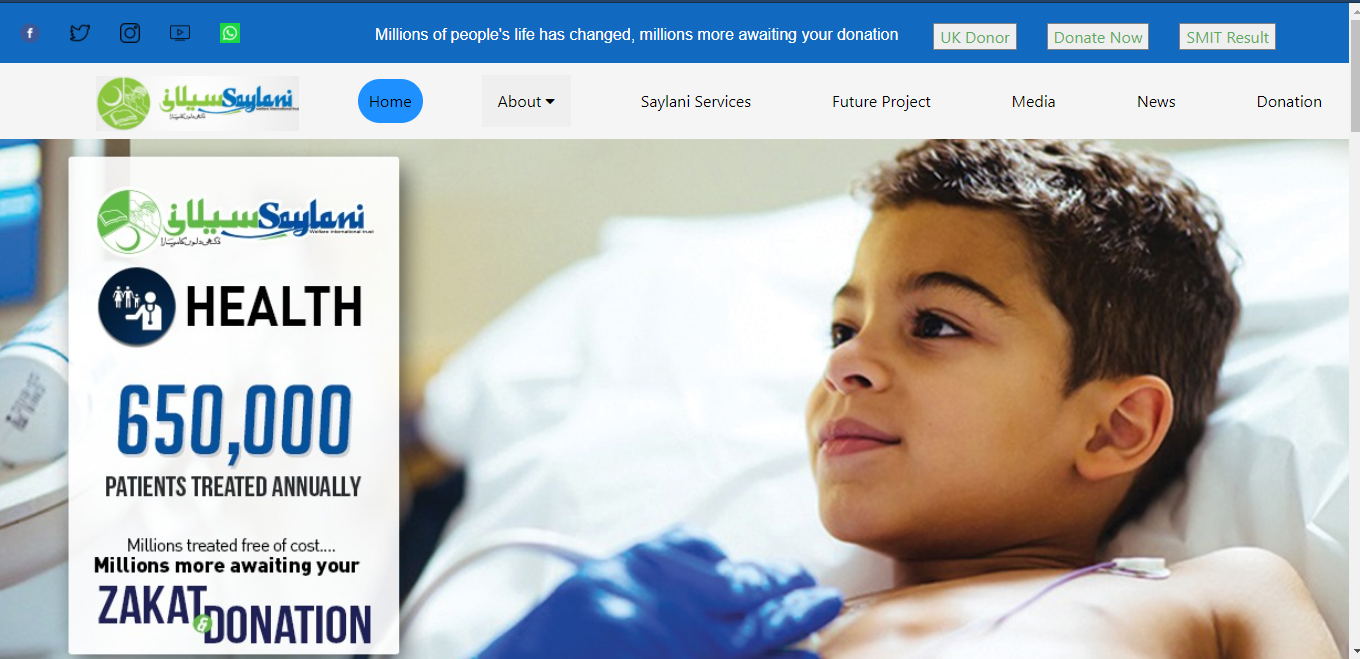 Millions of people's life has changed, millions more awaiting your donation
UK Donor
Donate Now
SMIT Result
سیلانی Saylani
Home
About
Saylani Services
Future Project
Media
News
Donation
سیلانی Saylani
Welfare international trust
HEALTH
650,000
PATIENTS TREATED ANNUALLY
Millions treated free of cost....
Millions more awaiting your
ZAKAT
& DONATION